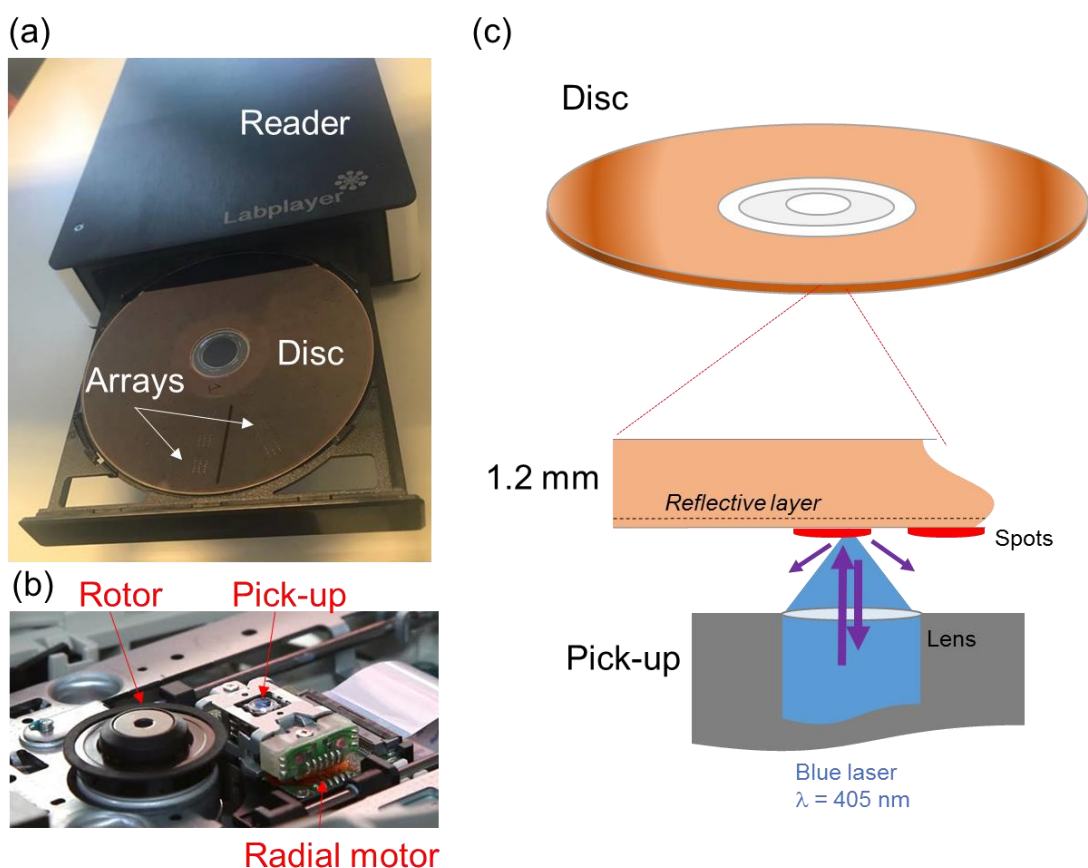 (a)
Reader
Labplayer
Disc
Arrays
(b)
Rotor
Pick-up
Radial motor
(c)
Disc
1.2 mm
Reflective layer
Spots
Lens
Pick-up
Blue laser
λ = 405 nm